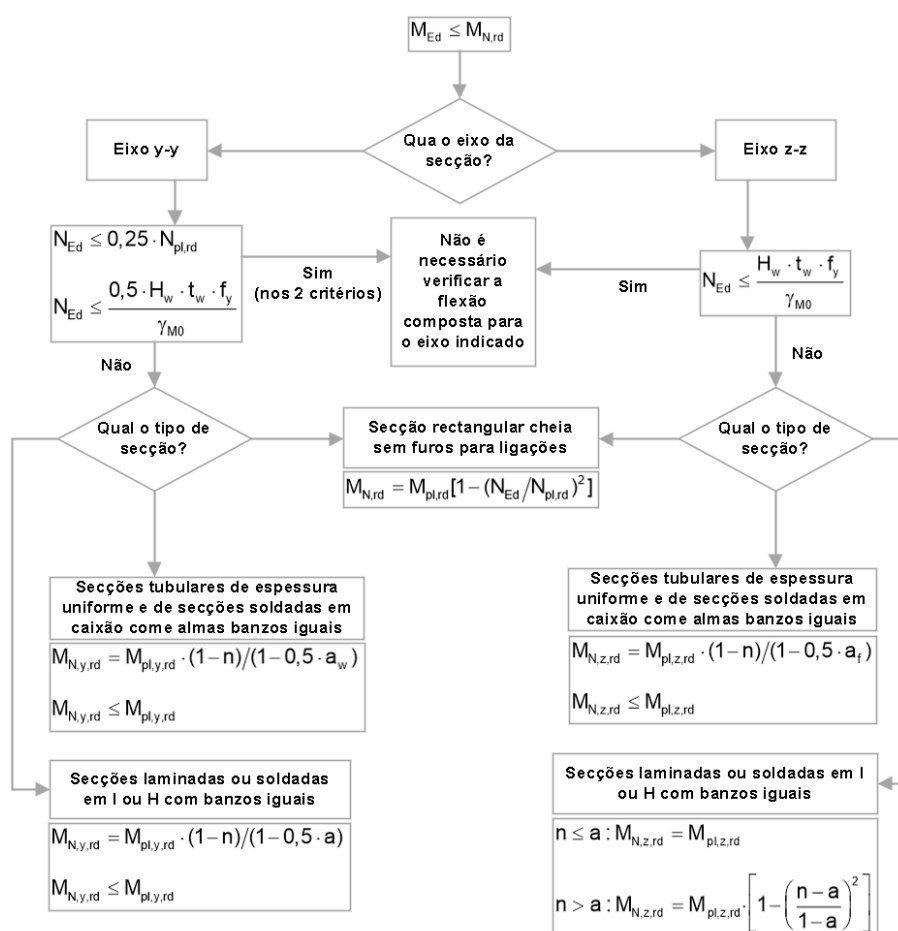 M_Ed ≤ M_N,rd
Qua o eixo da
secção?
Eixo y-y
Eixo z-z
N_Ed ≤ 0,25 · N_pl,rd
N_Ed ≤ (0,5 · H_w · t_w · f_y) / γ_M0
Sim
(nos 2 critérios)
Não é
necessário
verificar a
flexão
composta para
o eixo indicado
Sim
N_Ed ≤ (H_w · t_w · f_y) / γ_M0
Não
Não
Qual o tipo de
secção?
Secção rectangular cheia
sem furos para ligações
M_N,rd = M_pl,rd[1−(N_Ed/N_pl,rd)²]
Qual o tipo de
secção?
Secções tubulares de espessura
uniforme e de secções soldadas em
caixão come almas banzos iguais
M_N,y,rd = M_pl,y,rd · (1−n)/(1−0,5 · a_w)
M_N,y,rd ≤ M_pl,y,rd
Secções tubulares de espessura
uniforme e de secções soldadas em
caixão come almas banzos iguais
M_N,z,rd = M_pl,z,rd · (1−n)/(1−0,5 · a_f)
M_N,z,rd ≤ M_pl,z,rd
Secções laminadas ou soldadas
em I ou H com banzos iguais
M_N,y,rd = M_pl,y,rd · (1−n)/(1−0,5 · a)
M_N,y,rd ≤ M_pl,y,rd
Secções laminadas ou soldadas em I
ou H com banzos iguais
n ≤ a : M_N,z,rd = M_pl,z,rd
n > a : M_N,z,rd = M_pl,z,rd · [1−((n−a)/(1−a))²]